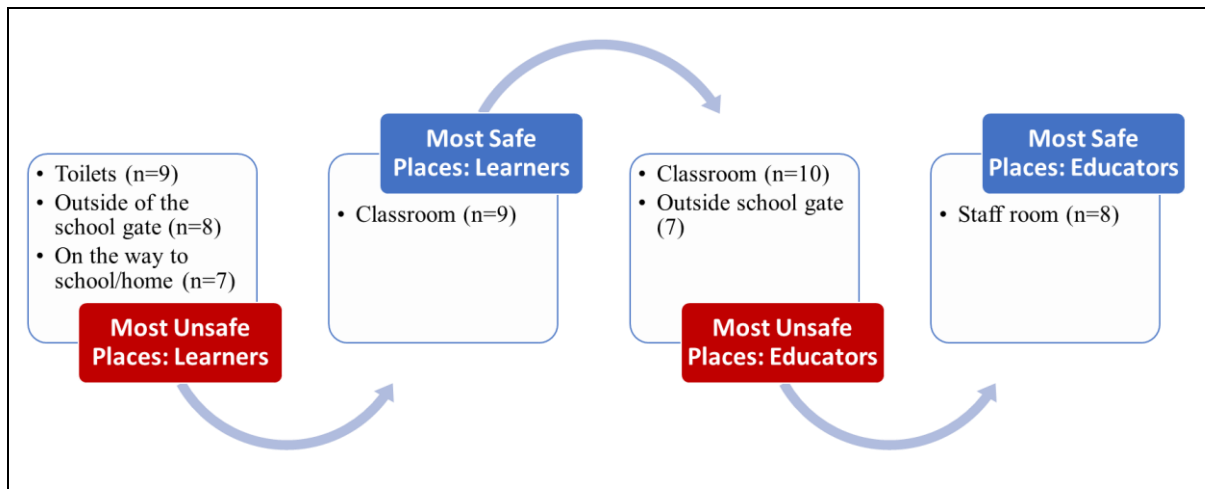 • Toilets (n=9)
• Outside of the
school gate (n=8)
• On the way to
school/home (n=7)
Most Unsafe
Places: Learners
Most Safe
Places: Learners
• Classroom (n=9)
• Classroom (n=10)
• Outside school gate
(7)
Most Unsafe
Places: Educators
Most Safe
Places: Educators
• Staff room (n=8)